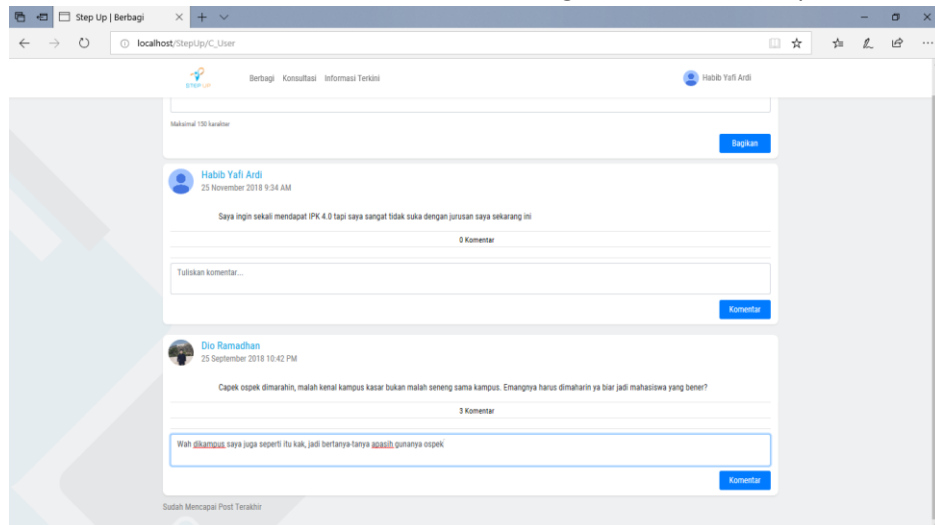 Step Up | Berbagi
localhost/StepUp/C_User
STEP UP
Berbagi Konsultasi Informasi Terkini
Habib Yafi Ardi
Maksimal 150 karakter
Bagikan
Habib Yafi Ardi
25 November 2018 9:34 AM
Saya ingin sekali mendapat IPK 4.0 tapi saya sangat tidak suka dengan jurusan saya sekarang ini
0 Komentar
Tuliskan komentar...
Komentar
Dio Ramadhan
25 September 2018 10:42 PM
Capek ospek dimarahin, malah kenal kampus kasar bukan malah seneng sama kampus. Emangnya harus dimaharin ya biar jadi mahasiswa yang bener?
3 Komentar
Wah dikampus saya juga seperti itu kak, jadi bertanya-tanya apasih gunanya ospek
Komentar
Sudah Mencapai Post Terakhir